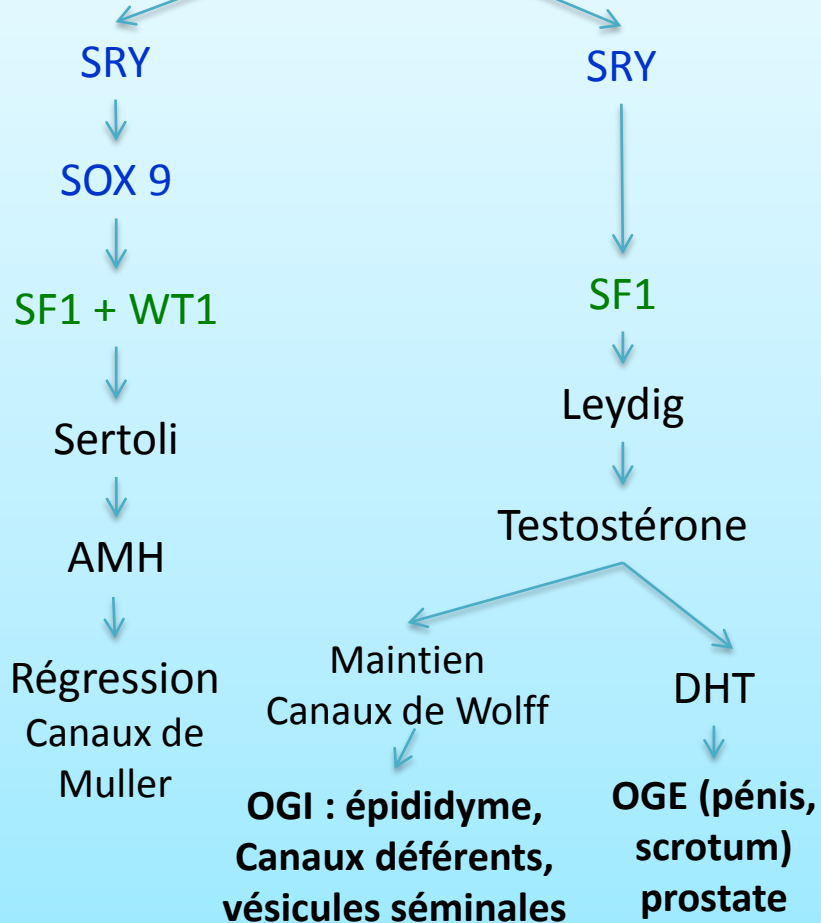 SRY
SOX 9
SF1 + WT1
Sertoli
AMH
Régression
Canaux de
Muller
SRY
SF1
Leydig
Testostérone
Maintien
Canaux de Wolff
OGI : épididyme,
Canaux déférents,
vésicules séminales
DHT
OGE (pénis,
scrotum)
prostate